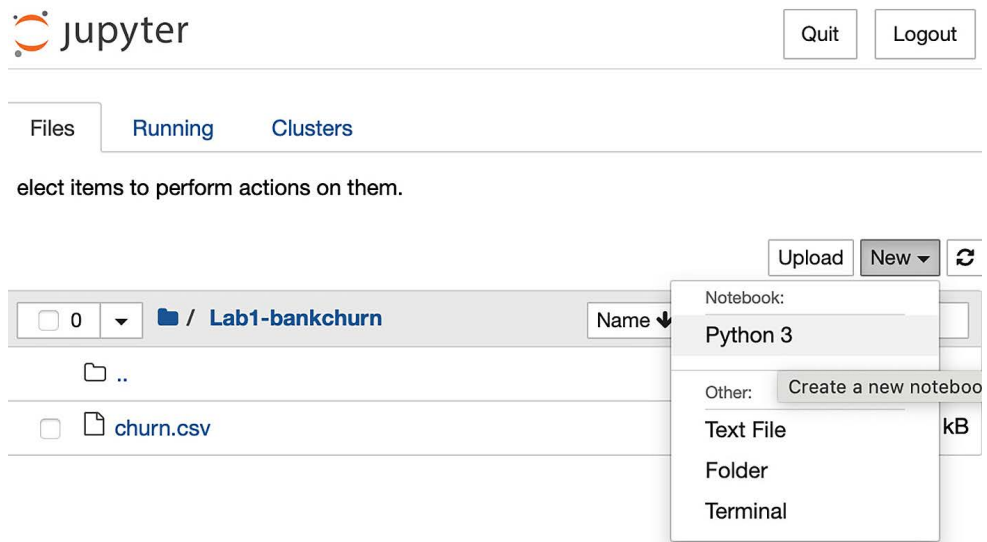 jupyter
Quit
Logout
Files
Running
Clusters
elect items to perform actions on them.
Upload
New
0
/ Lab1-bankchurn
Name
Notebook:
Python 3
..
Create a new noteboo
Other:
churn.csv
kB
Text File
Folder
Terminal